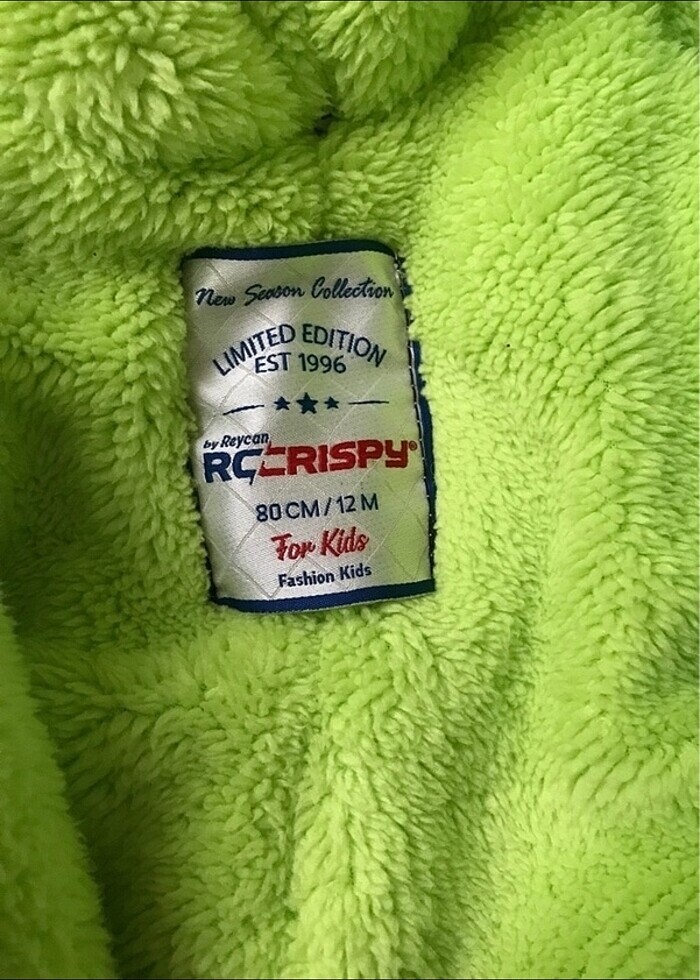 New Season Collection
LIMITED EDITION
EST 1996
by Reycan
RCCRISPY®
80 CM / 12 M
For Kids
Fashion Kids